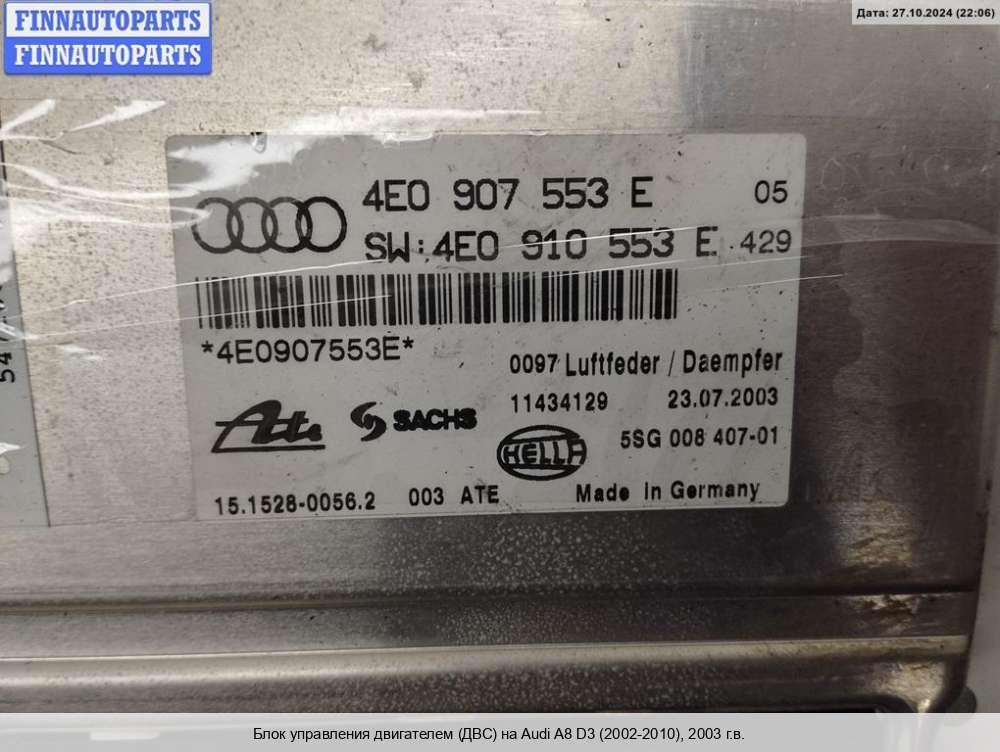 FINNAUTOPARTS
FINNAUTOPARTS
Дата: 27.10.2024 (22:06)
4E0 907 553 E 05
SW:4E0 910 553 E 429
*4E0907553E*
0097 Luftfeder / Daempfer
11434129 23.07.2003
Ate SACHS HELLA 5SG 008 407-01
15.1528-0056.2 003 ATE Made in Germany
54
Блок управления двигателем (ДВС) на Audi A8 D3 (2002-2010), 2003 г.в.